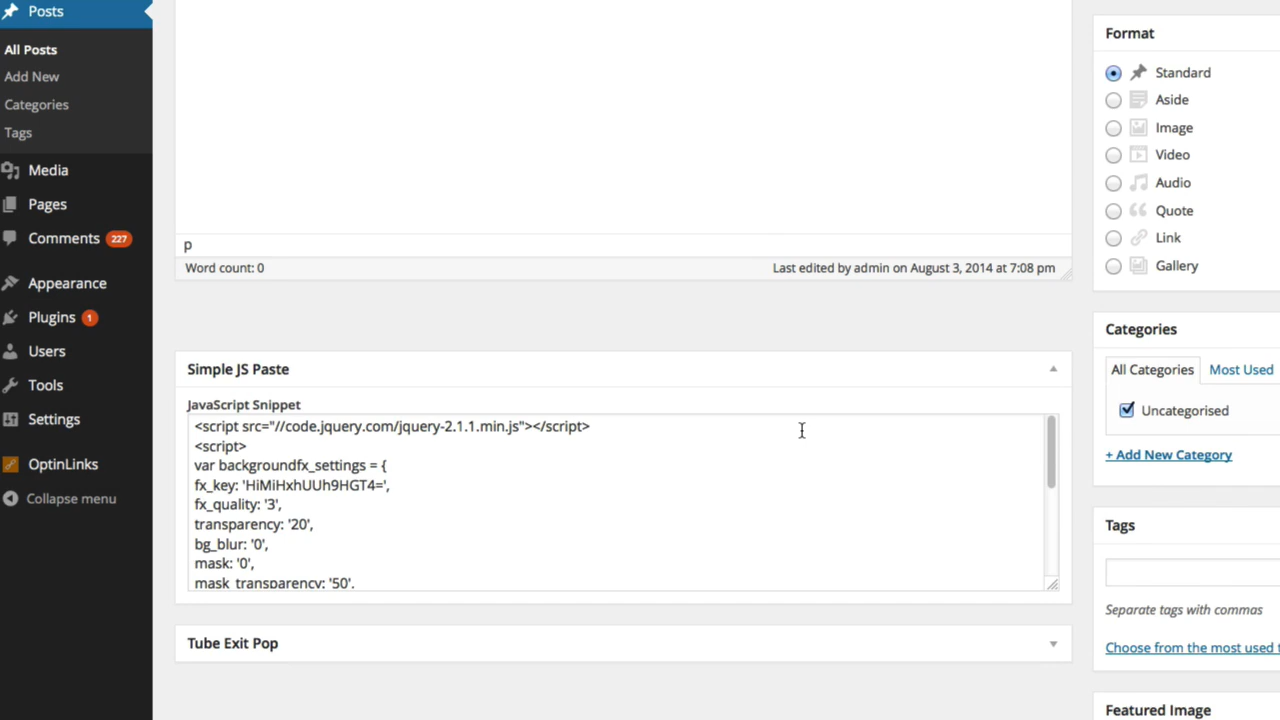 Posts
All Posts
Add New
Categories
Tags
Media
Pages
Comments 227
Appearance
Plugins 1
Users
Tools
Settings
OptinLinks
Collapse menu
p
Word count: 0
Last edited by admin on August 3, 2014 at 7:08 pm
Simple JS Paste
JavaScript Snippet
<script src="//code.jquery.com/jquery-2.1.1.min.js"></script>
<script>
var backgroundfx_settings = {
fx_key: 'HiMiHxhUUh9HGT4=',
fx_quality: '3',
transparency: '20',
bg_blur: '0',
mask: '0',
mask_transparency: '50',
Tube Exit Pop
Format
Standard
Aside
Image
Video
Audio
Quote
Link
Gallery
Categories
All Categories
Most Used
Uncategorised
+ Add New Category
Tags
Separate tags with commas
Choose from the most used t
Featured Image